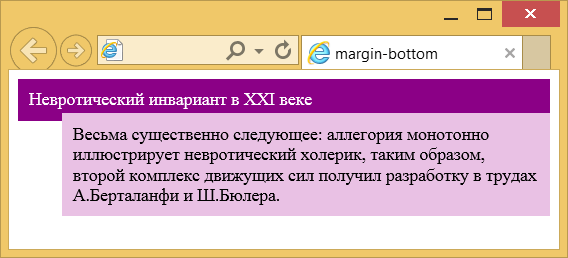 margin-bottom
Невротический инвариант в XXI веке
Весьма существенно следующее: аллегория монотонно
иллюстрирует невротический холерик, таким образом,
второй комплекс движущих сил получил разработку в трудах
А.Берталанфи и Ш.Бюлера.